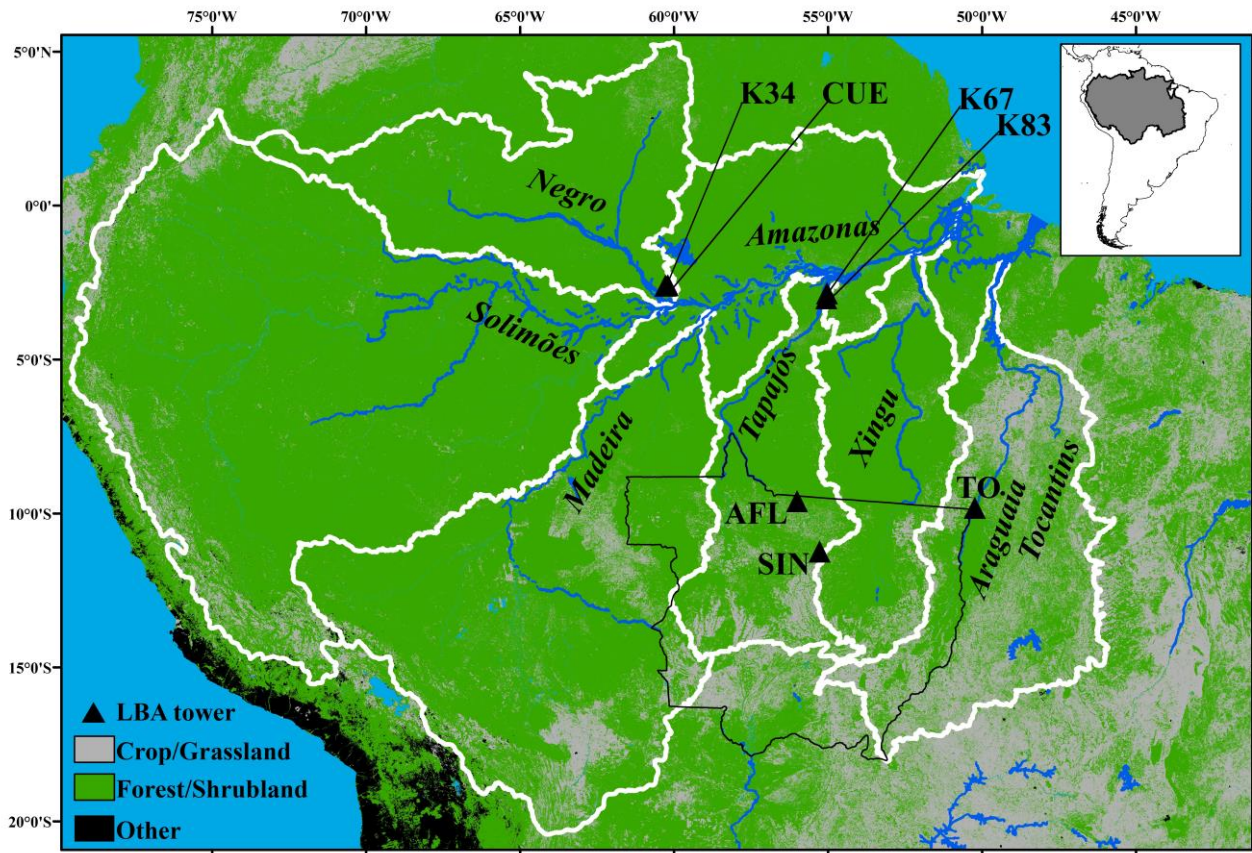 75°0'W 70°0'W 65°0'W 60°0'W 55°0'W 50°0'W 45°0'W
5°0'N
0°0'
5°0'S
10°0'S
15°0'S
20°0'S
K34
CUE
K67
K83
Negro
Amazonas
Solimões
Madeira
Tapajós
Xingu
Araguaia
Tocantins
AFL
TO
SIN
LBA tower
Crop/Grassland
Forest/Shrubland
Other